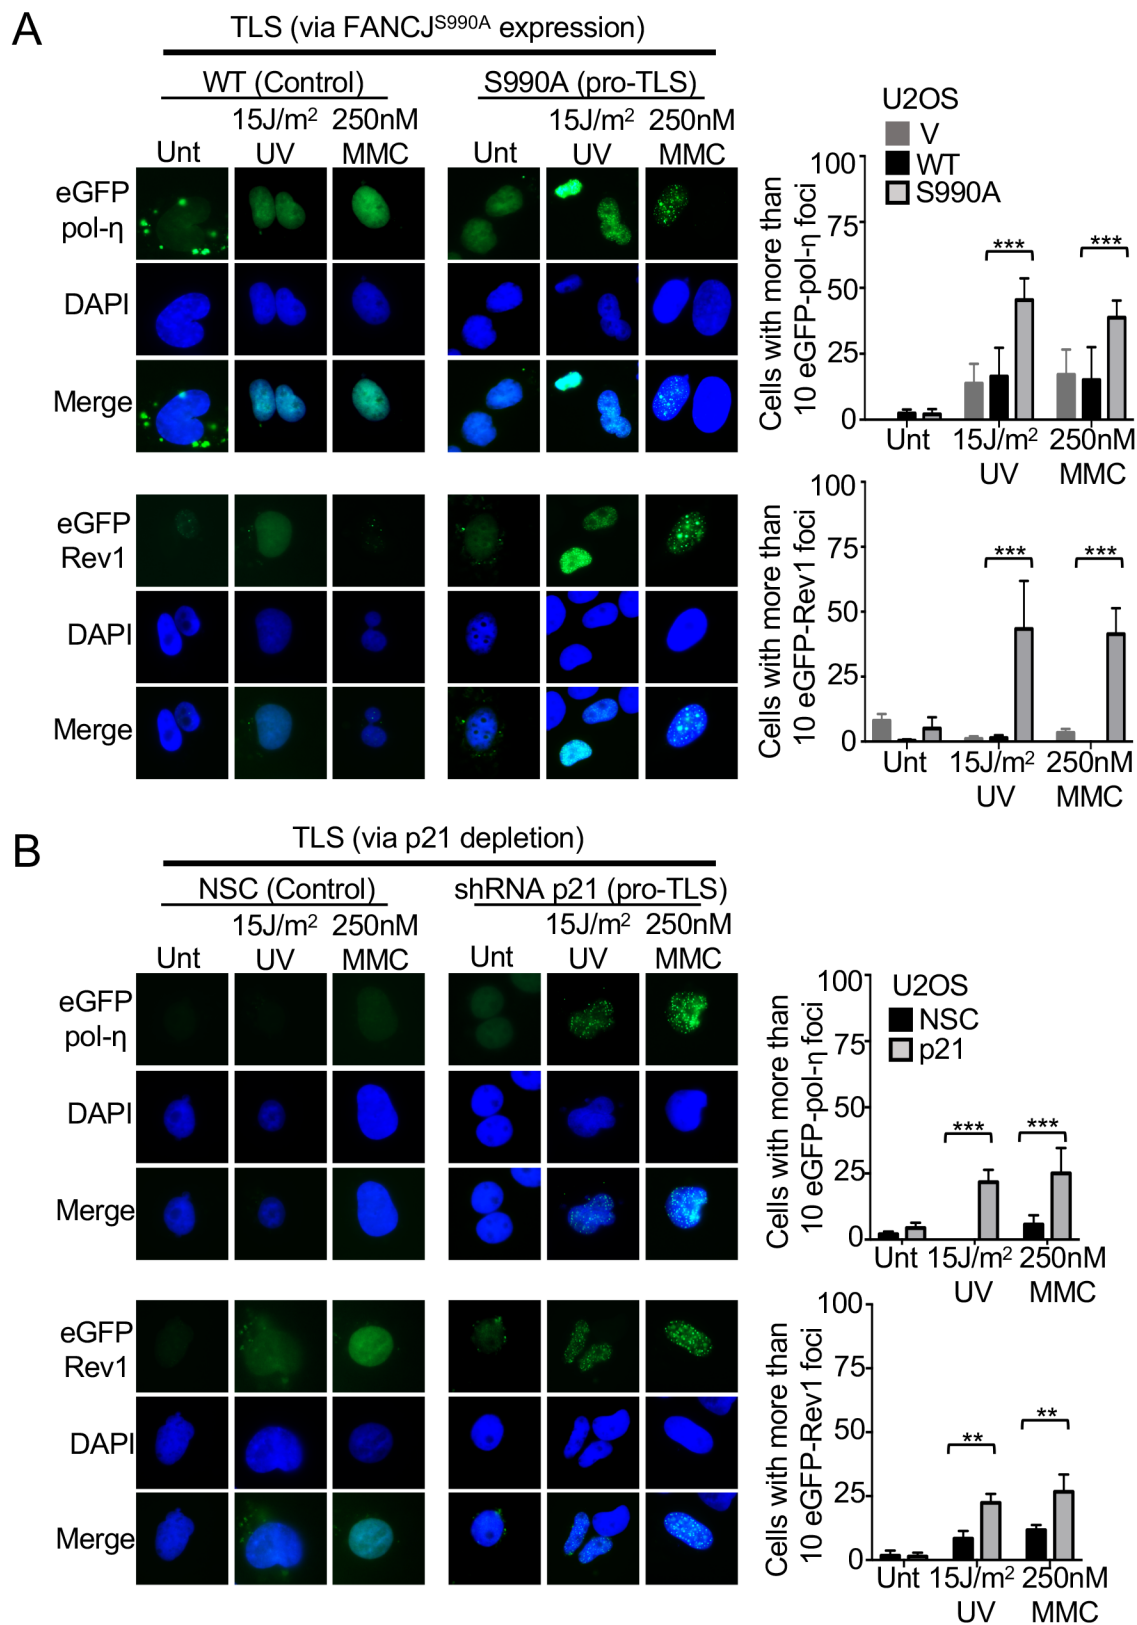 A
TLS (via FANCJS990A expression)
WT (Control)
S990A (pro-TLS)
Unt
15J/m2
UV
250nM
MMC
Unt
15J/m2
UV
250nM
MMC
eGFP
pol-η
DAPI
Merge
eGFP
Rev1
DAPI
Merge
U2OS
V
WT
S990A
Cells with more than
10 eGFP-pol-η foci
100
75
50
25
0
***
***
Unt
15J/m2
UV
250nM
MMC
Cells with more than
10 eGFP-Rev1 foci
100
75
50
25
0
***
***
Unt
15J/m2
UV
250nM
MMC
B
TLS (via p21 depletion)
NSC (Control)
shRNA p21 (pro-TLS)
Unt
15J/m2
UV
250nM
MMC
Unt
15J/m2
UV
250nM
MMC
eGFP
pol-η
DAPI
Merge
eGFP
Rev1
DAPI
Merge
U2OS
NSC
p21
Cells with more than
10 eGFP-pol-η foci
100
75
50
25
0
***
***
Unt
15J/m2
UV
250nM
MMC
Cells with more than
10 eGFP-Rev1 foci
100
75
50
25
0
**
**
Unt
15J/m2
UV
250nM
MMC